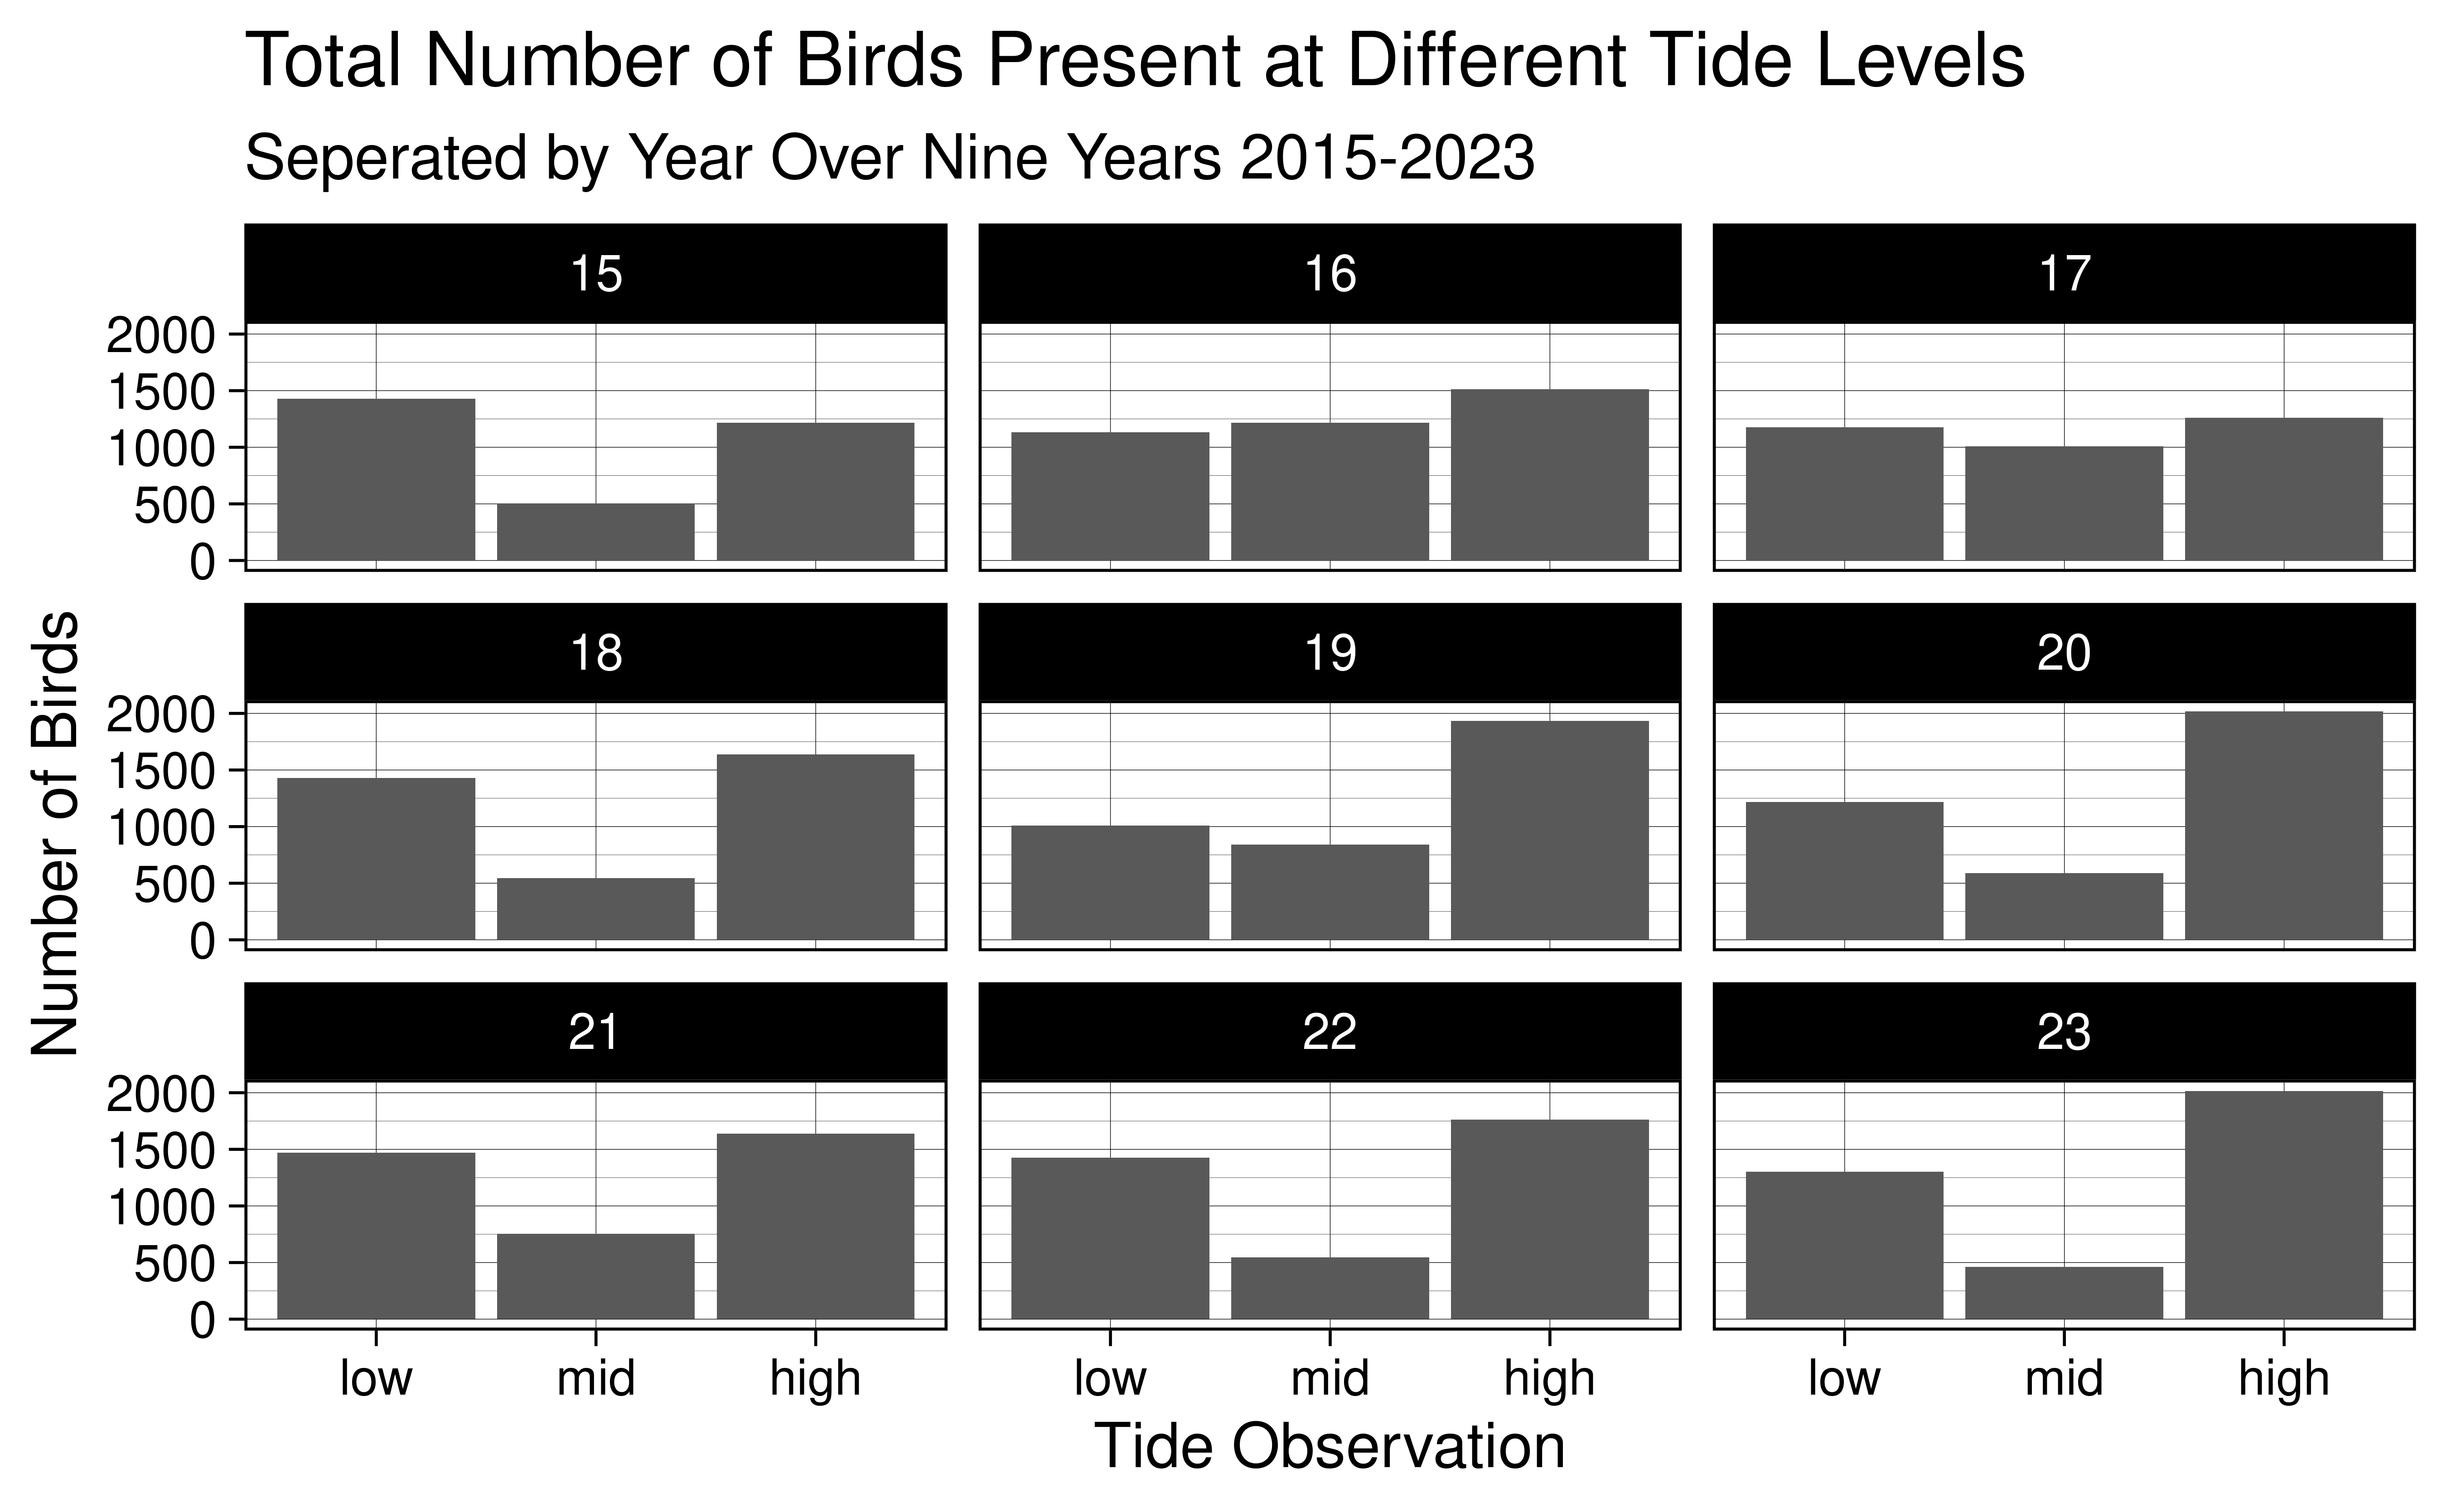 Total Number of Birds Present at Different Tide Levels
Seperated by Year Over Nine Years 2015-2023
15 16 17
2000
1500
1000
500
0
18 19 20
2000
1500
1000
500
0
21 22 23
2000
1500
1000
500
0
Number of Birds
low mid high low mid high low mid high
Tide Observation